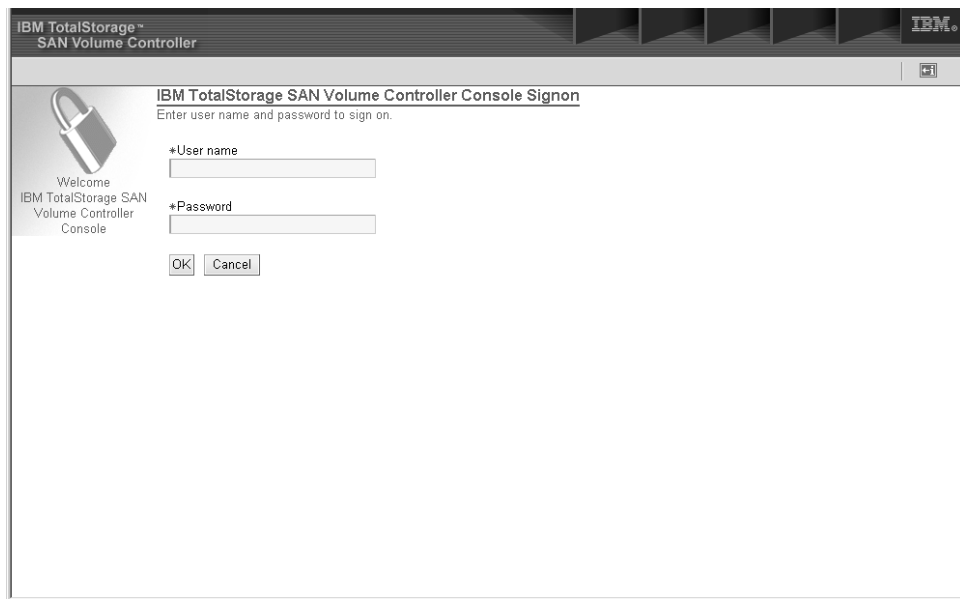 IBM TotalStorage™
SAN Volume Controller
IBM®
IBM TotalStorage SAN Volume Controller Console Signon
Enter user name and password to sign on.
*User name
*Password
OK Cancel
Welcome
IBM TotalStorage SAN
Volume Controller
Console